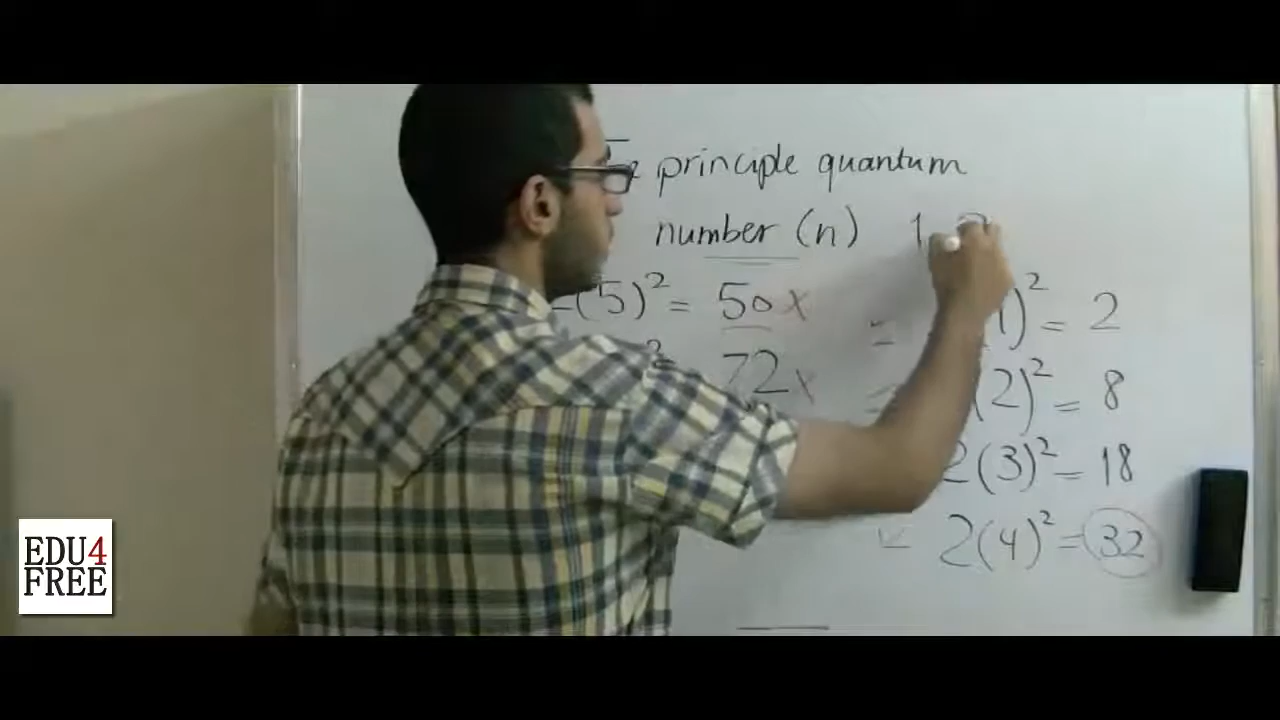 principle quantum
number (n) 1
(5)² = 50 x
= 1)² = 2
² 72 x
(2)² = 8
2(3)² = 18
2(4)² = 32
EDU4
FREE